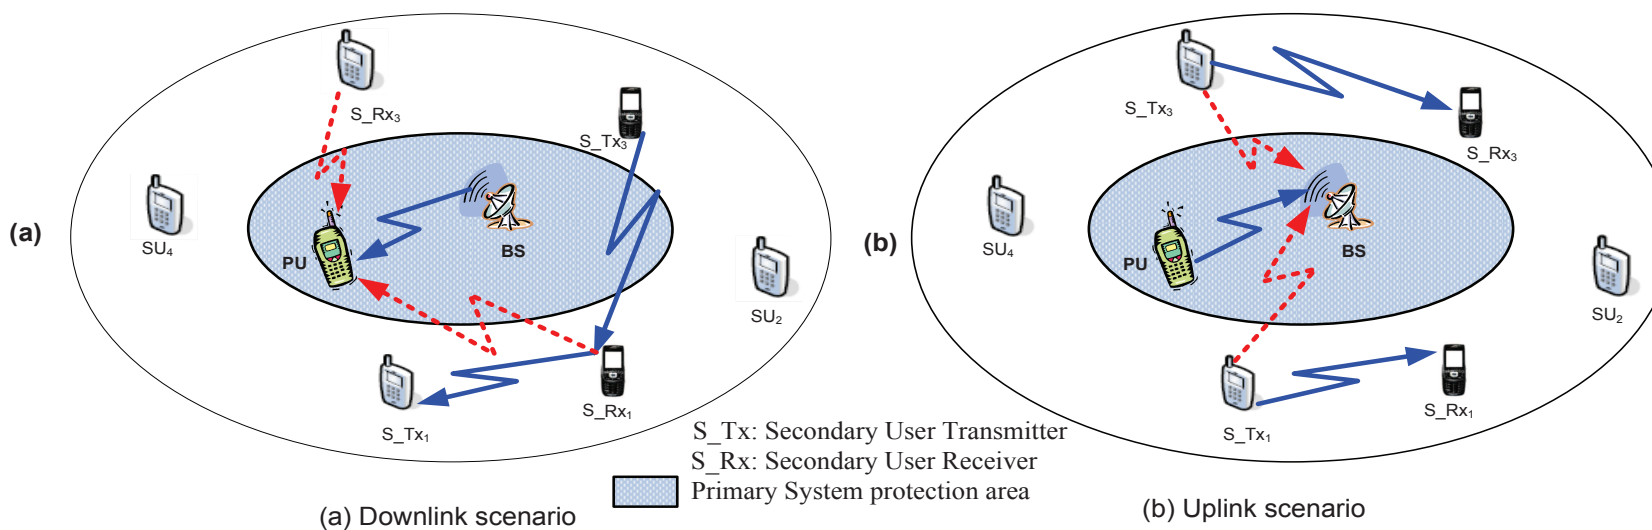 S_Rx3
S_Tx3
(a)
SU4
PU
BS
SU2
S_Tx1
S_Rx1
S_Tx3
S_Rx3
(b)
SU4
PU
BS
SU2
S_Tx1
S_Rx1
S_Tx: Secondary User Transmitter
S_Rx: Secondary User Receiver
Primary System protection area
(a) Downlink scenario
(b) Uplink scenario